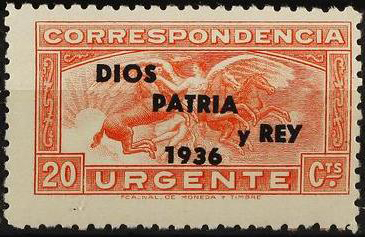 CORRESPONDENCIA
DIOS
PATRIA
y REY
1936
20 CTS
URGENTE
FCA. NAL. DE MONEDA Y TIMBRE